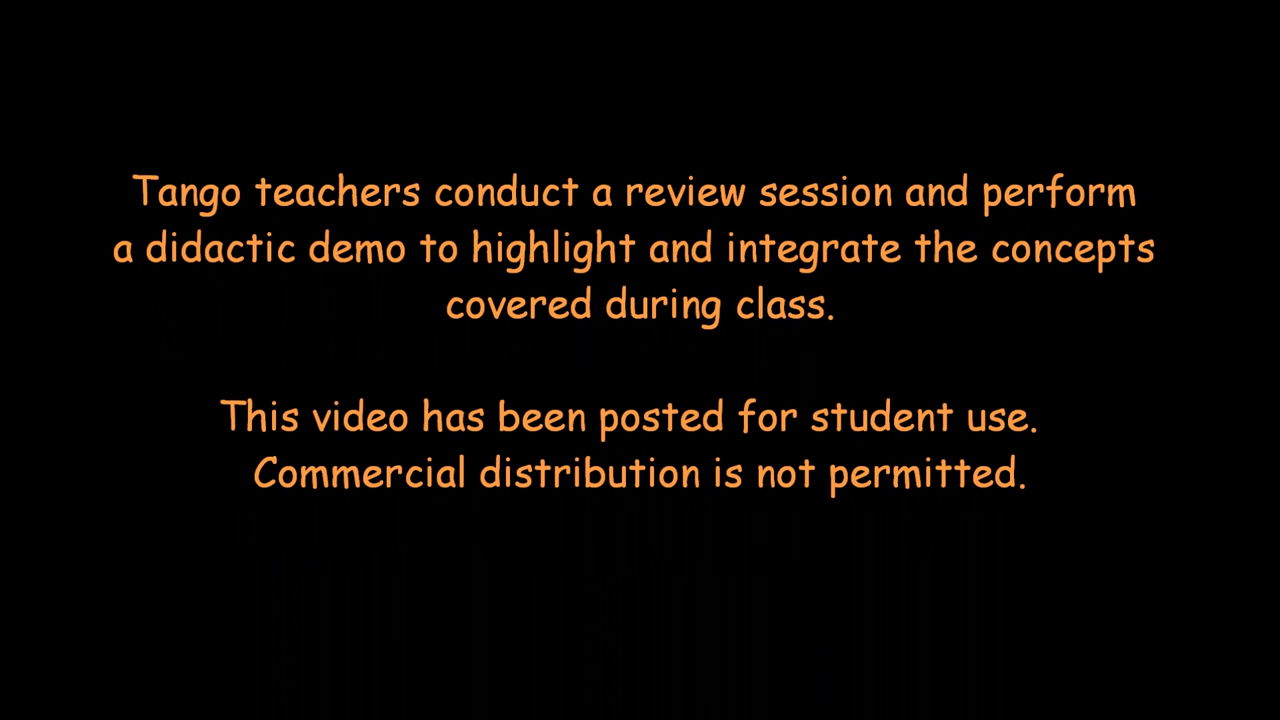 Tango teachers conduct a review session and perform
a didactic demo to highlight and integrate the concepts
covered during class.
This video has been posted for student use.
Commercial distribution is not permitted.